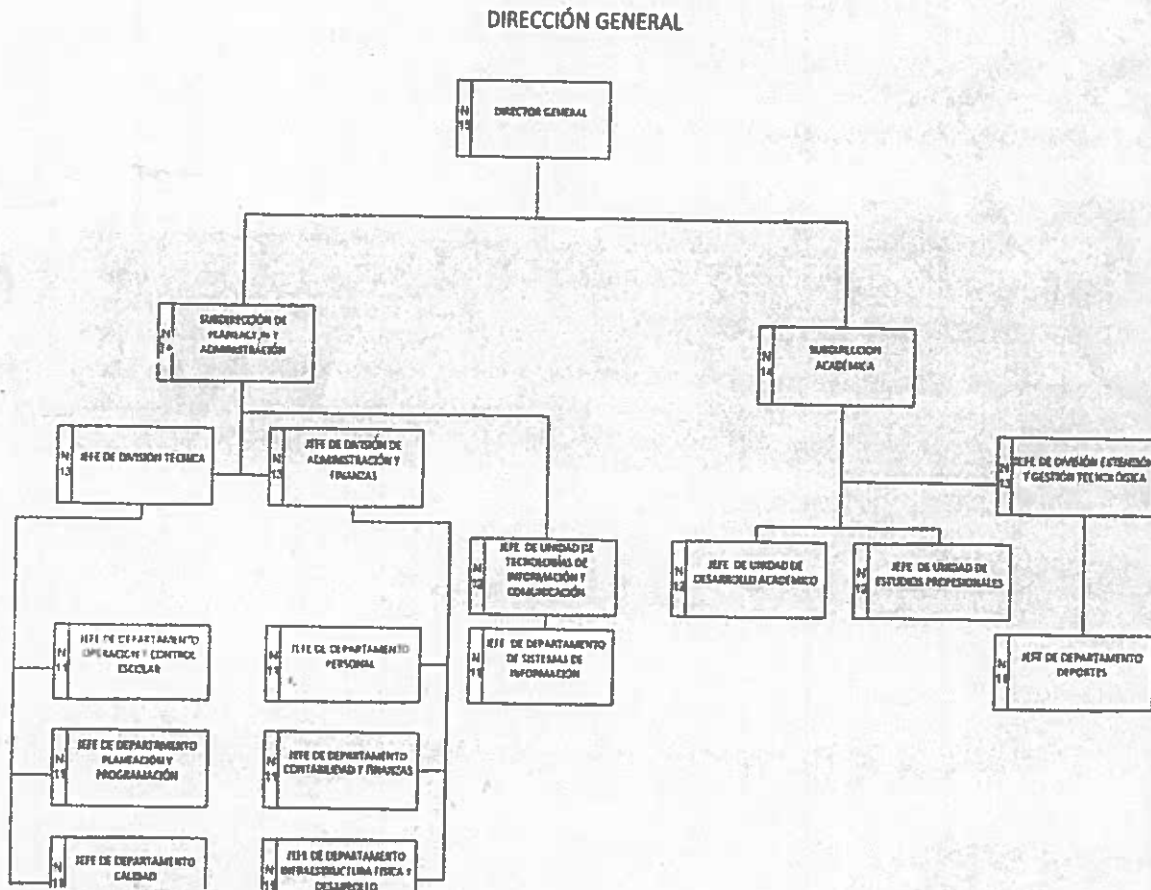 DIRECCIÓN GENERAL
N
15
DIRECTOR GENERAL
N
14
SUBDIRECCIÓN DE
PLANEACIÓN Y
ADMINISTRACIÓN
N
14
SUBDIRECCION
ACADÉMICA
N
13
JEFE DE DIVISIÓN TÉCNICA
N
13
JEFE DE DIVISIÓN DE
ADMINISTRACIÓN Y
FINANZAS
N
13
JEFE DE DIVISIÓN EXTENSIÓN
Y GESTIÓN TECNOLÓGICA
N
12
JEFE DE UNIDAD DE
TECNOLOGÍAS DE
INFORMACIÓN Y
COMUNICACIÓN
N
12
JEFE DE UNIDAD DE
DESARROLLO ACADÉMICO
N
12
JEFE DE UNIDAD DE
ESTUDIOS PROFESIONALES
N
11
JEFE DE DEPARTAMENTO
OPERACIÓN Y CONTROL
ESCOLAR
N
11
JEFE DE DEPARTAMENTO
PERSONAL
N
11
JEFE DE DEPARTAMENTO
DE SISTEMAS DE
INFORMACIÓN
N
11
JEFE DE DEPARTAMENTO
DEPORTES
N
11
JEFE DE DEPARTAMENTO
PLANEACIÓN Y
PROGRAMACIÓN
N
11
JEFE DE DEPARTAMENTO
CONTABILIDAD Y FINANZAS
N
11
JEFE DE DEPARTAMENTO
CALIDAD
N
11
JEFE DE DEPARTAMENTO
INFRAESTRUCTURA FISICA Y
DESARROLLO